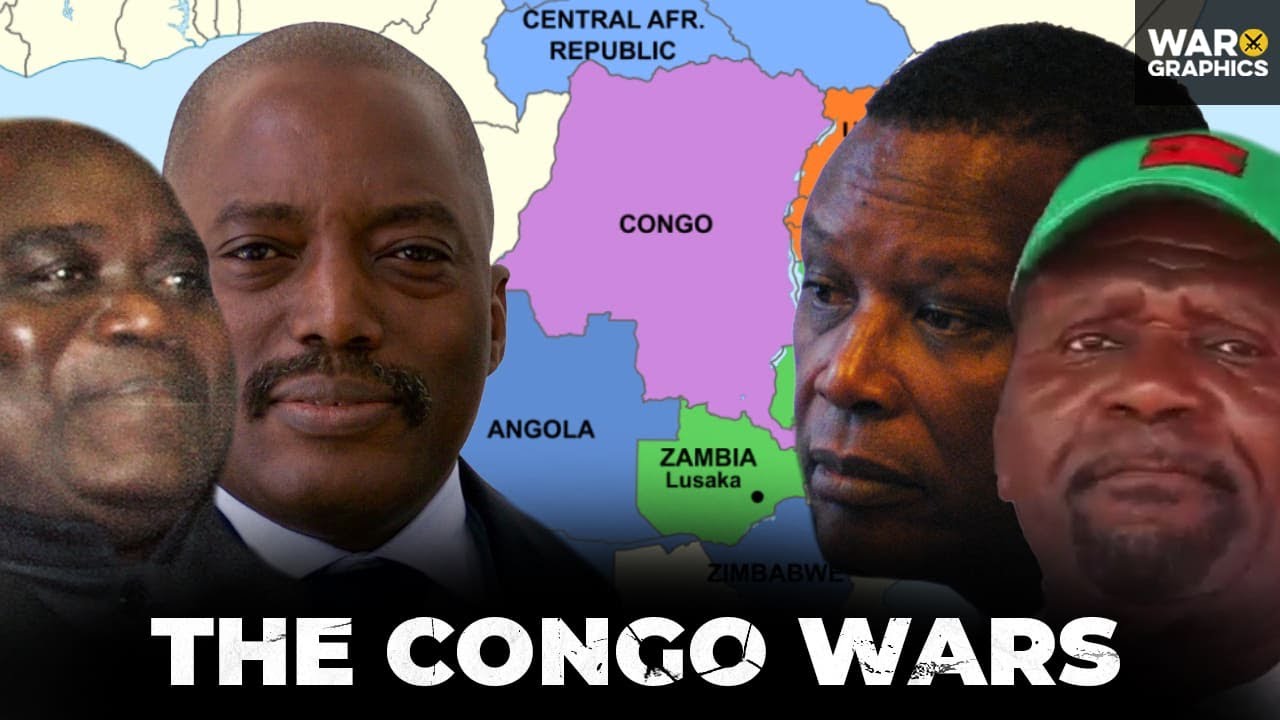 CENTRAL AFR.
REPUBLIC
WAR
GRAPHICS
CONGO
ANGOLA
ZAMBIA
Lusaka
ZIMBABWE
THE CONGO WARS